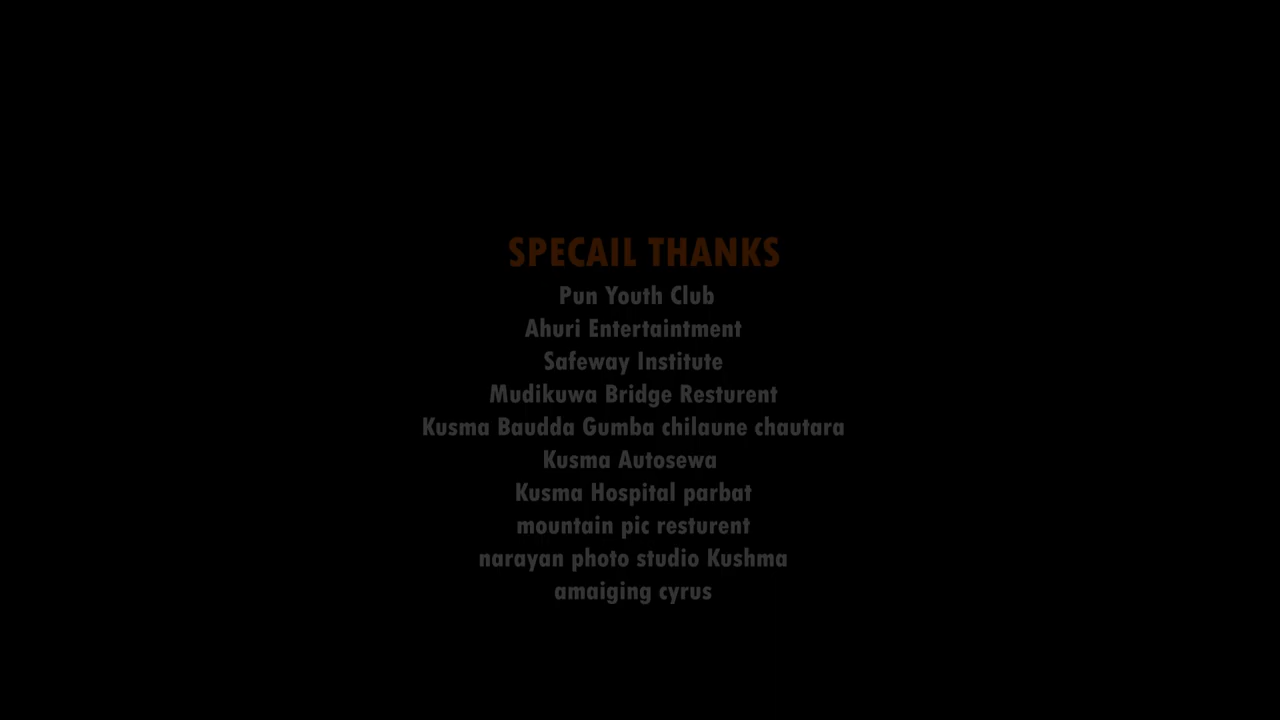 SPECAIL THANKS
Pun Youth Club
Ahuri Entertaintment
Safeway Institute
Mudikuwa Bridge Resturent
Kusma Baudda Gumba chilaune chautara
Kusma Autosewa
Kusma Hospital parbat
mountain pic resturent
narayan photo studio Kushma
amaiging cyrus